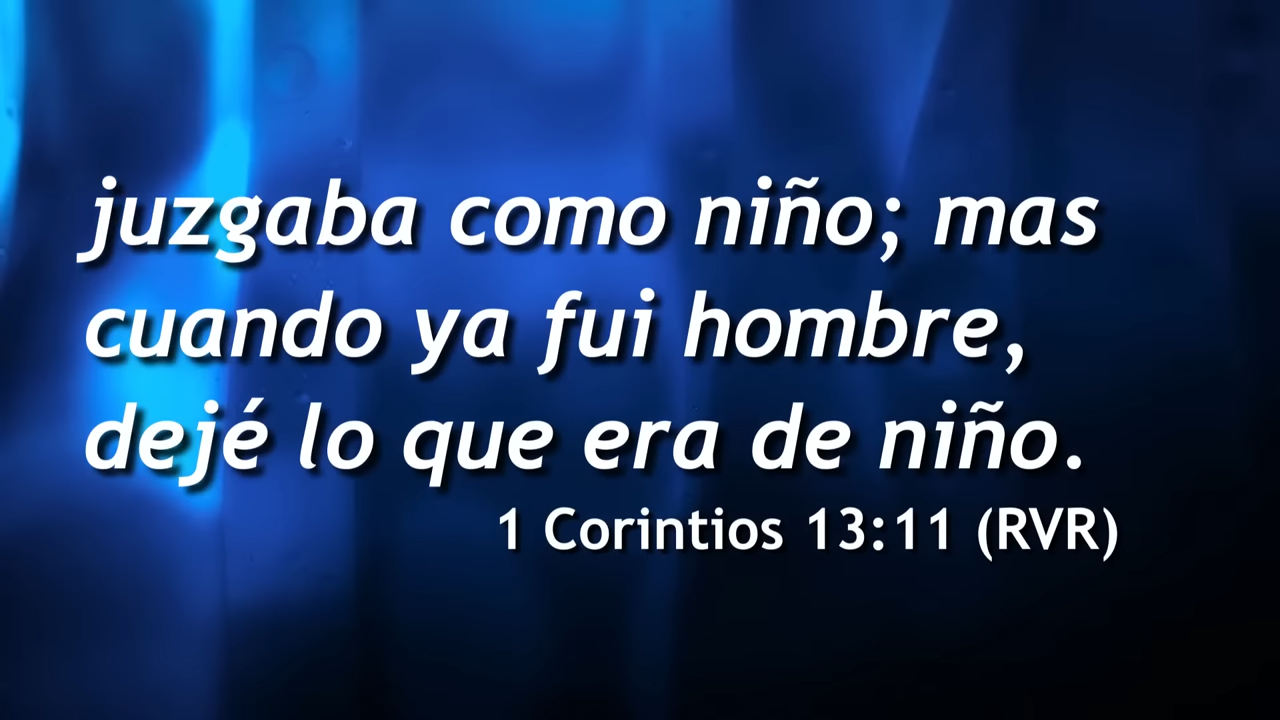 juzgaba como niño; mas
cuando ya fui hombre,
dejé lo que era de niño.
1 Corintios 13:11 (RVR)